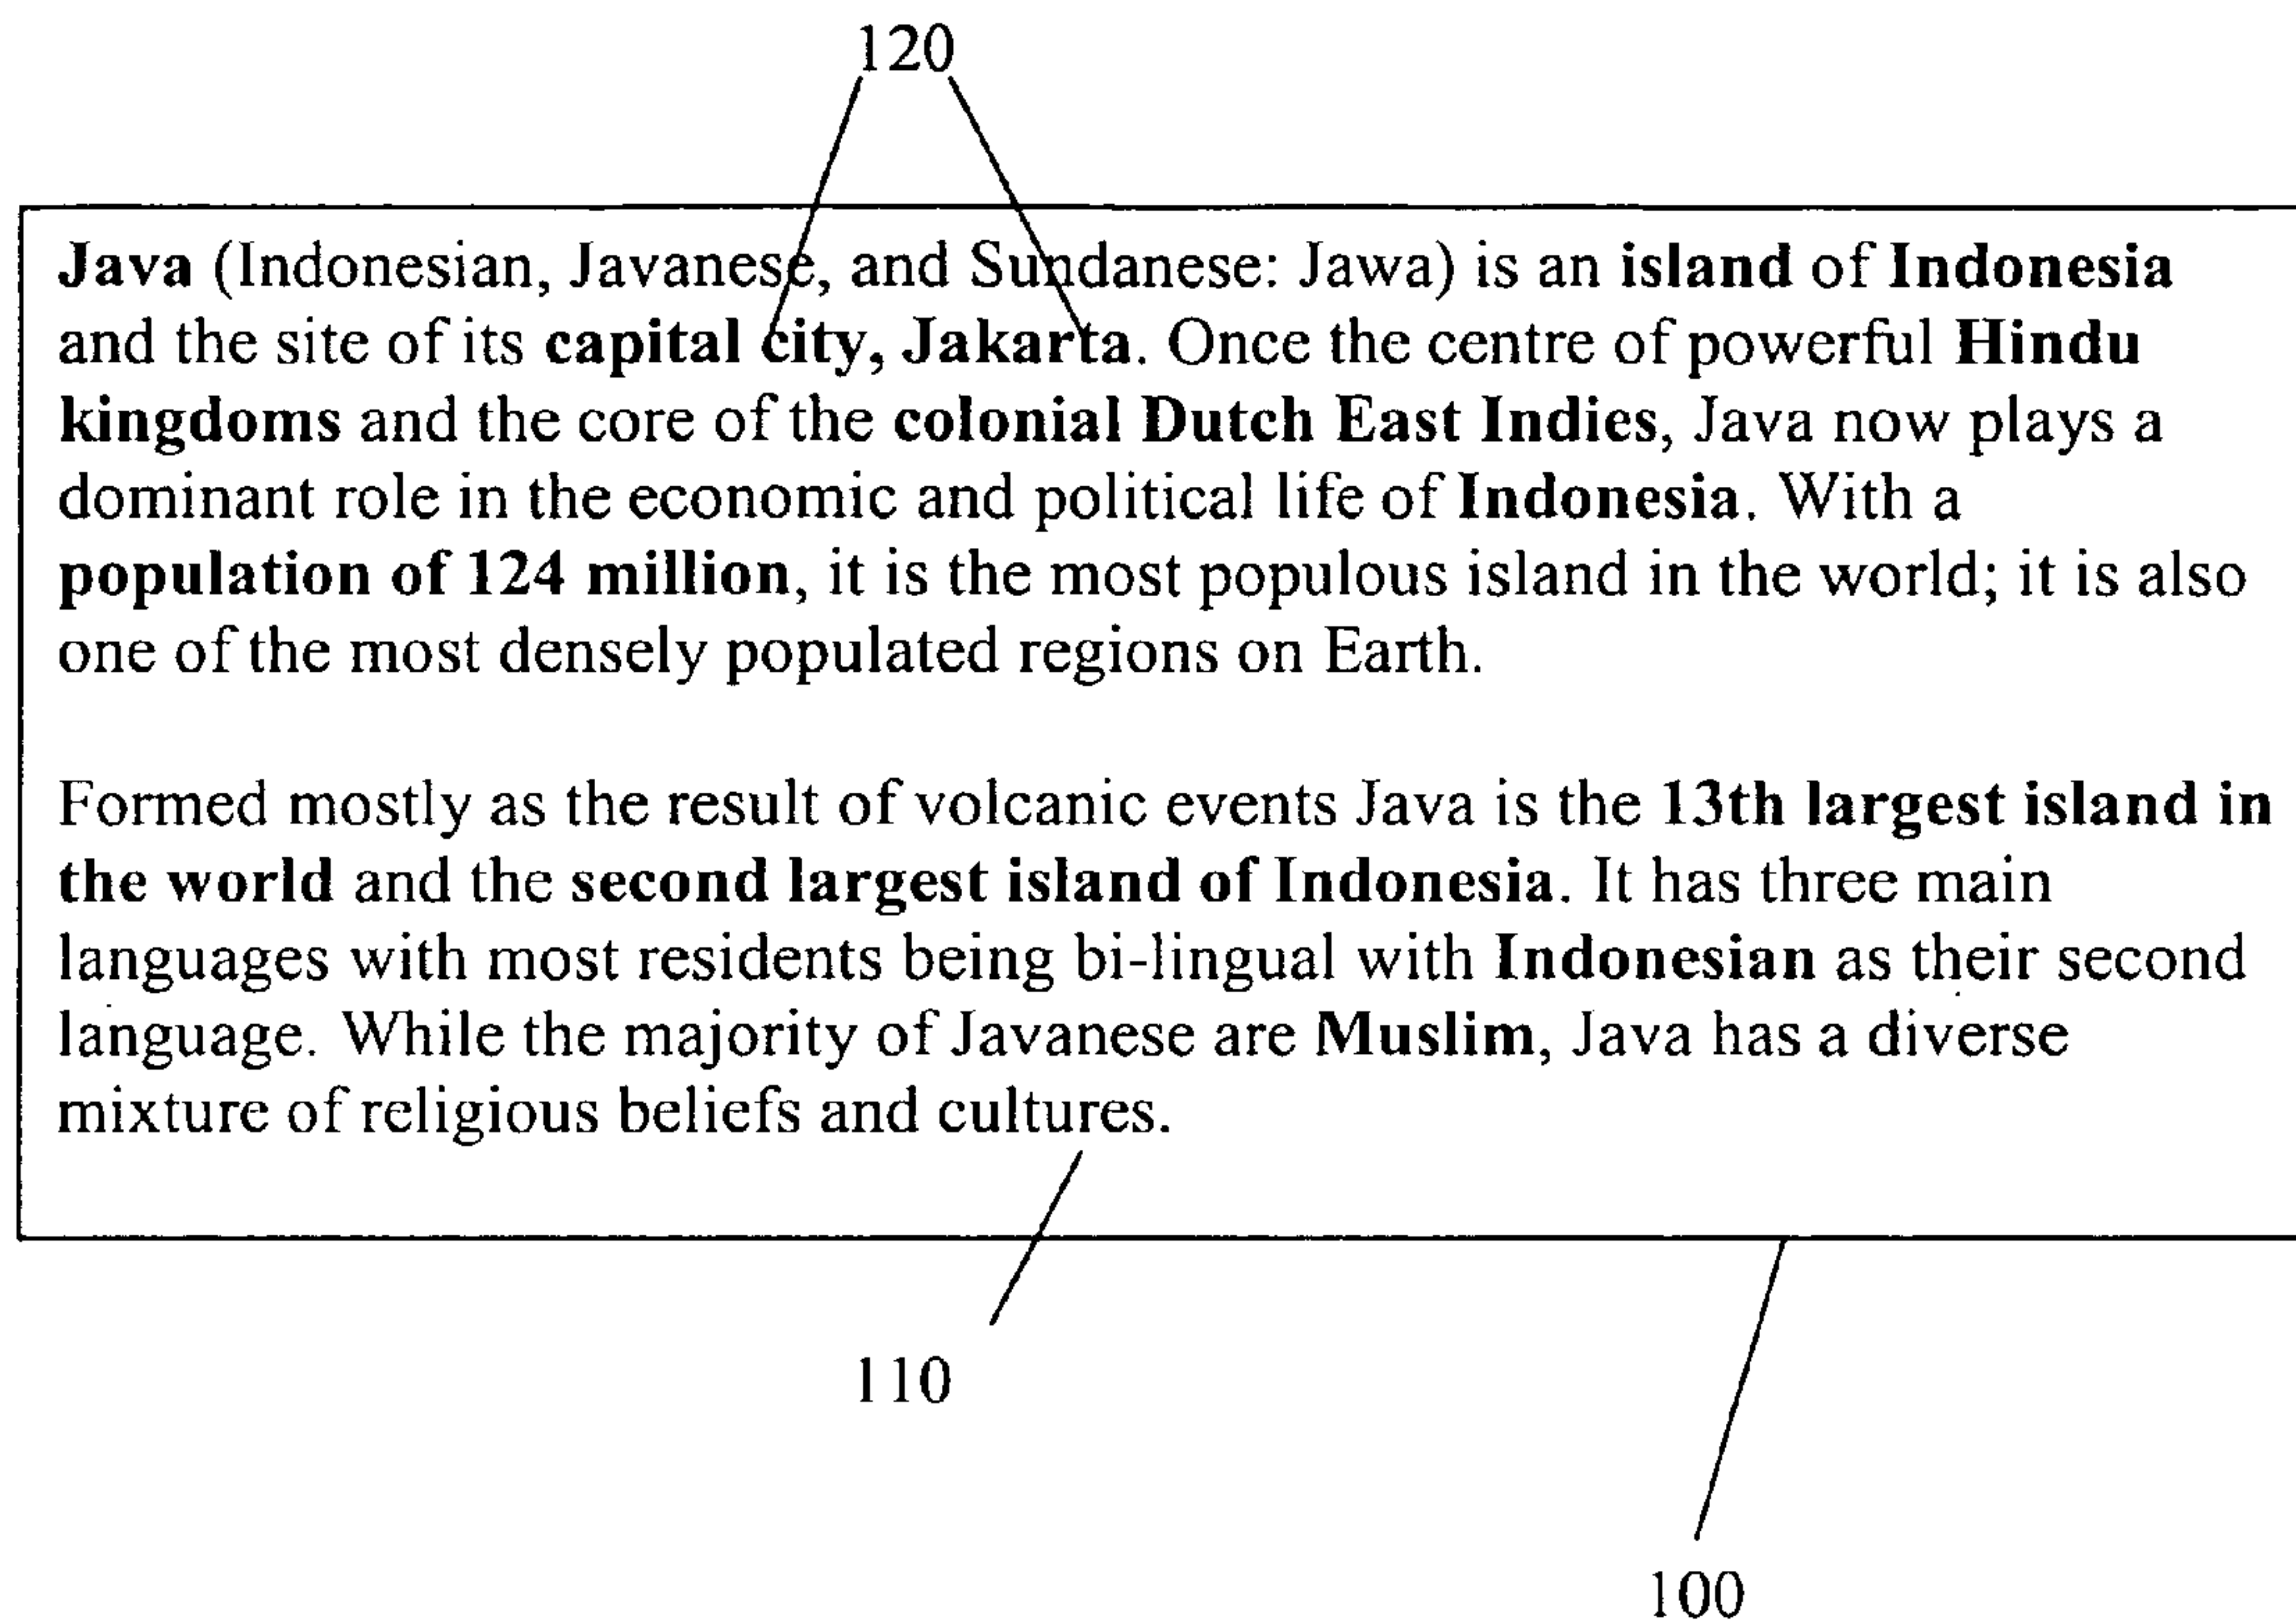 120
Java (Indonesian, Javanese, and Sundanese: Jawa) is an island of Indonesia
and the site of its capital city, Jakarta. Once the centre of powerful Hindu
kingdoms and the core of the colonial Dutch East Indies, Java now plays a
dominant role in the economic and political life of Indonesia. With a
population of 124 million, it is the most populous island in the world; it is also
one of the most densely populated regions on Earth.
Formed mostly as the result of volcanic events Java is the 13th largest island in
the world and the second largest island of Indonesia. It has three main
languages with most residents being bi-lingual with Indonesian as their second
language. While the majority of Javanese are Muslim, Java has a diverse
mixture of religious beliefs and cultures.
110
100